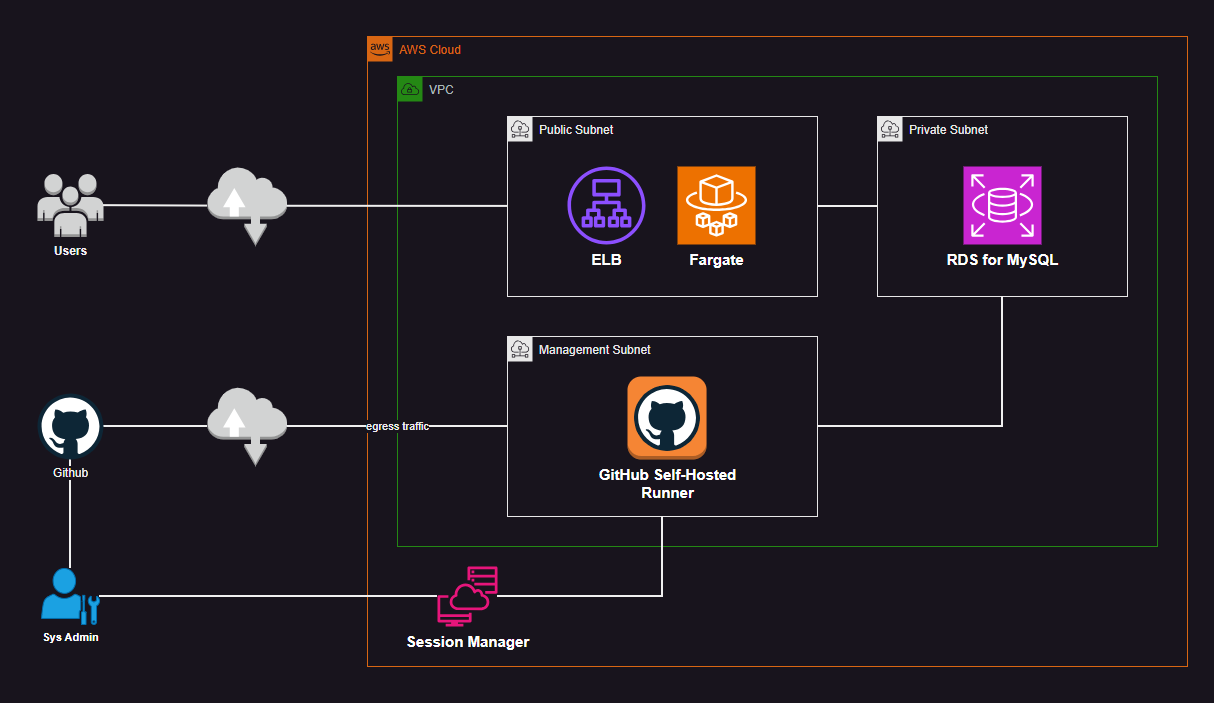 aws
AWS Cloud
VPC
Public Subnet
Private Subnet
Users
ELB
Fargate
RDS for MySQL
Management Subnet
egress traffic
Github
GitHub Self-Hosted
Runner
Sys Admin
Session Manager